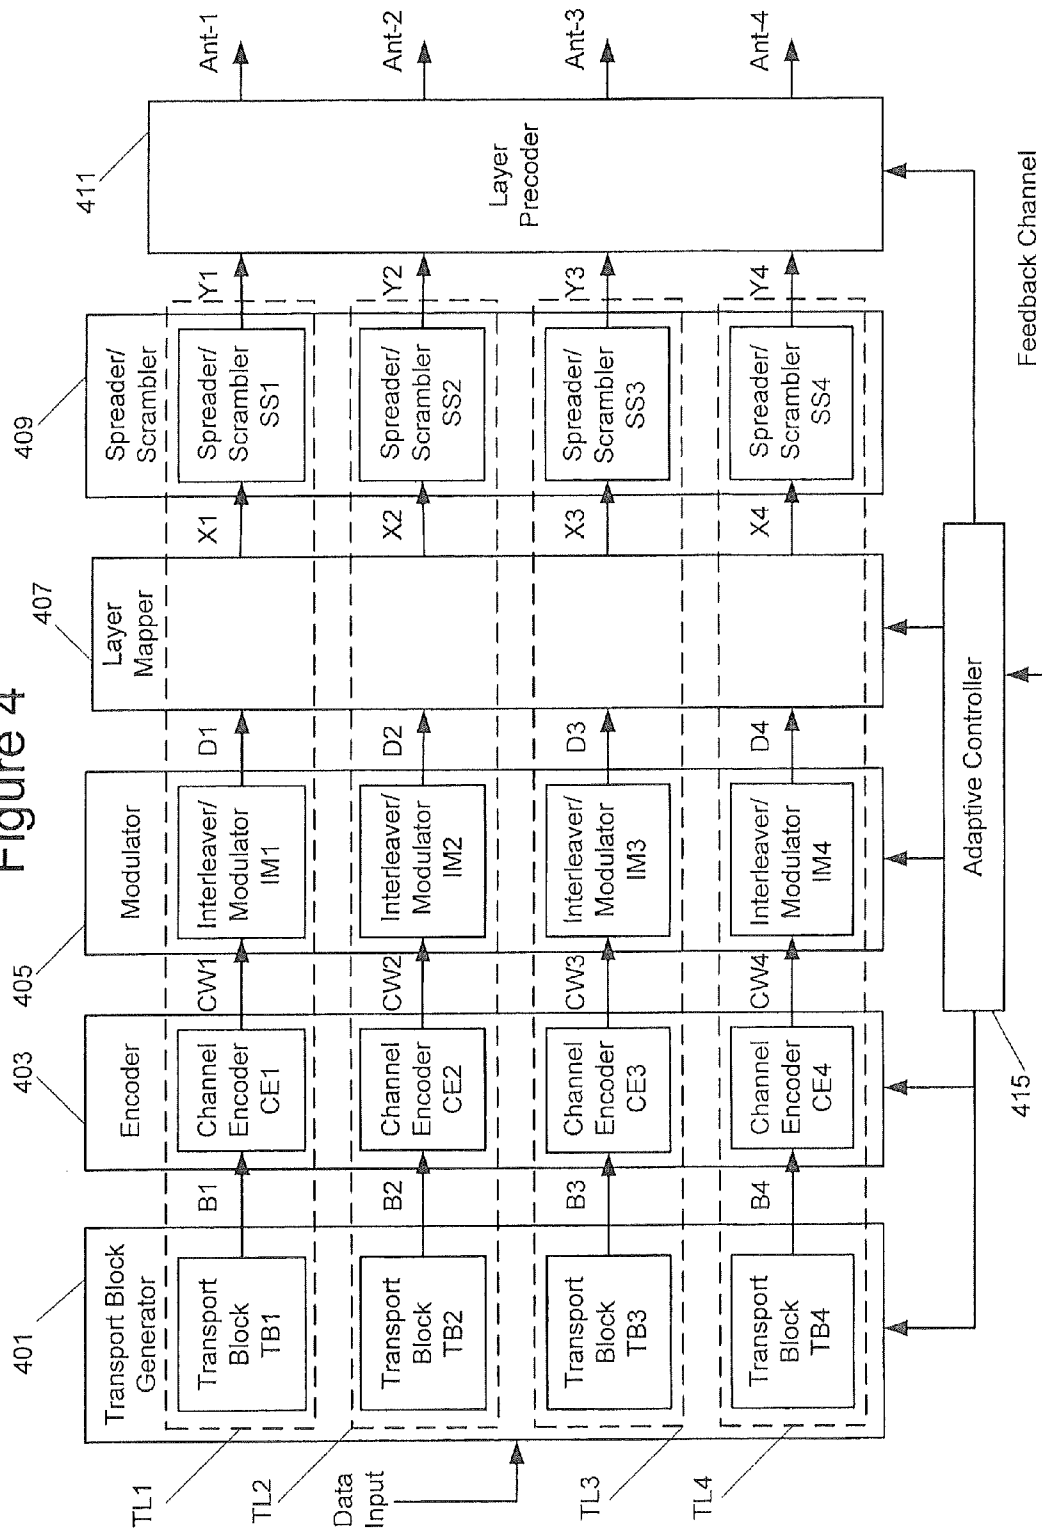 Figure 4
401
403
405
407
409
411
Transport Block
Generator
Encoder
Modulator
Layer
Mapper
Spreader/
Scrambler
Layer
Precoder
TL1
Transport
Block
TB1
B1
Channel
Encoder
CE1
CW1
Interleaver/
Modulator
IM1
D1
X1
Spreader/
Scrambler
SS1
Y1
Ant-1
TL2
Transport
Block
TB2
B2
Channel
Encoder
CE2
CW2
Interleaver/
Modulator
IM2
D2
X2
Spreader/
Scrambler
SS2
Y2
Ant-2
Data
Input
TL3
Transport
Block
TB3
B3
Channel
Encoder
CE3
CW3
Interleaver/
Modulator
IM3
D3
X3
Spreader/
Scrambler
SS3
Y3
Ant-3
TL4
Transport
Block
TB4
B4
Channel
Encoder
CE4
CW4
Interleaver/
Modulator
IM4
D4
X4
Spreader/
Scrambler
SS4
Y4
Ant-4
415
Adaptive Controller
Feedback Channel